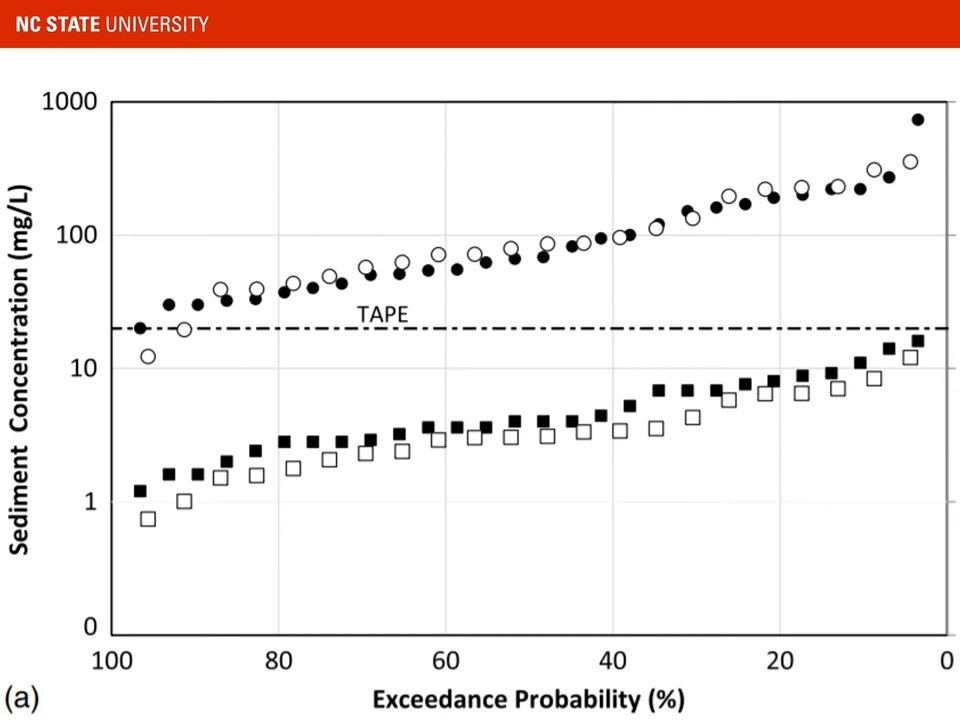 NC STATE UNIVERSITY
1000
100
10
1
0
Sediment Concentration (mg/L)
TAPE
100 80 60 40 20 0
Exceedance Probability (%)
(a)